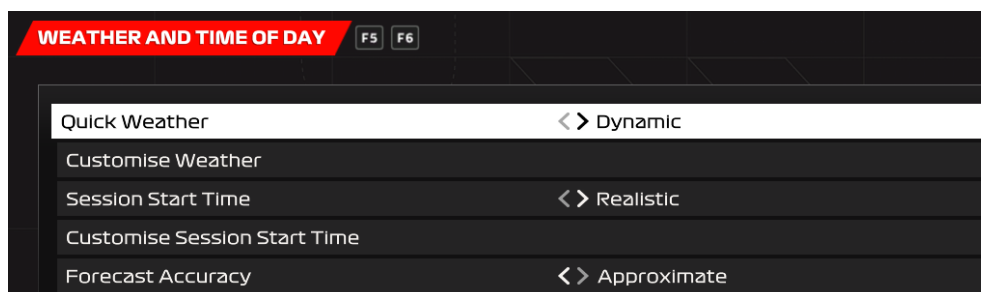 WEATHER AND TIME OF DAY F5 F6
Quick Weather < > Dynamic
Customise Weather
Session Start Time < > Realistic
Customise Session Start Time
Forecast Accuracy < > Approximate